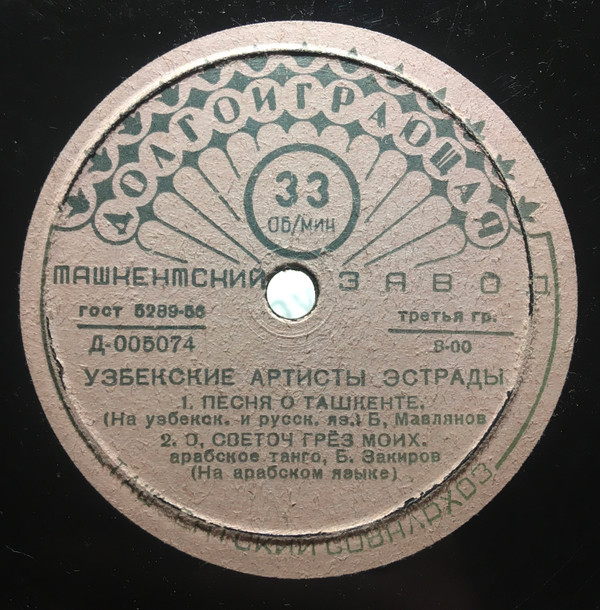 ДОЛГОИГРАЮЩАЯ
33
ОБ/МИН
ТАШКЕНТСКИЙ ЗАВОД
ГОСТ 5289-56
третья гр.
Д-005074
8-00
УЗБЕКСКИЕ АРТИСТЫ ЭСТРАДЫ
1. ПЕСНЯ О ТАШКЕНТЕ.
(На узбекск. и русск. яз.) Б, Мавлянов
2. О, СВЕТОЧ ГРЁЗ МОИХ.
арабское танго, Б. Закиров
(На арабском языке)
СОВНАРХОЗ